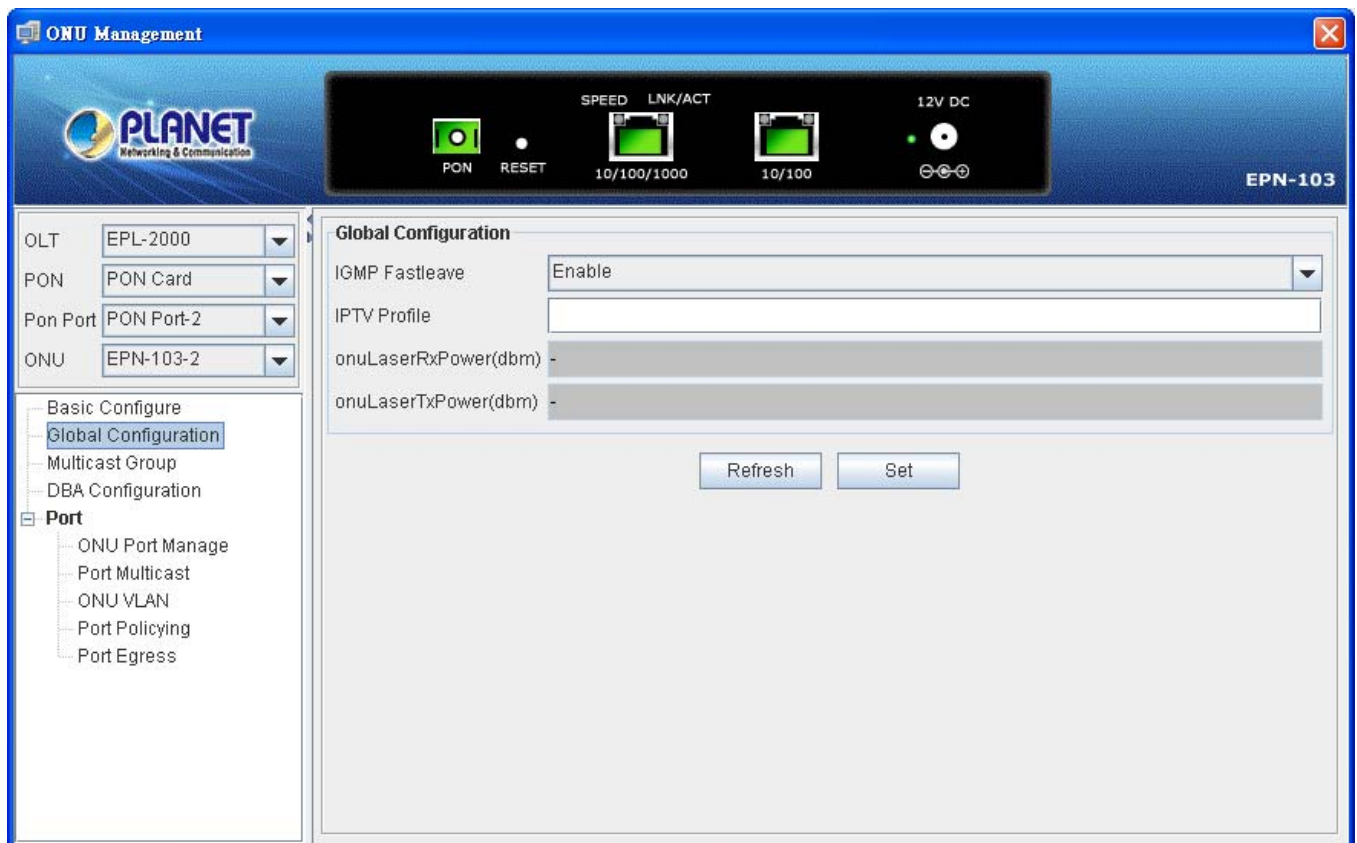 ONU Management
PLANET
Networking & Communication
SPEED LNK/ACT
12V DC
PON RESET 10/100/1000 10/100
EPN-103
OLT EPL-2000
PON PON Card
Pon Port PON Port-2
ONU EPN-103-2
Basic Configure
Global Configuration
Multicast Group
DBA Configuration
Port
ONU Port Manage
Port Multicast
ONU VLAN
Port Policying
Port Egress
Global Configuration
IGMP Fastleave Enable
IPTV Profile
onuLaserRxPower(dbm) -
onuLaserTxPower(dbm) -
Refresh Set